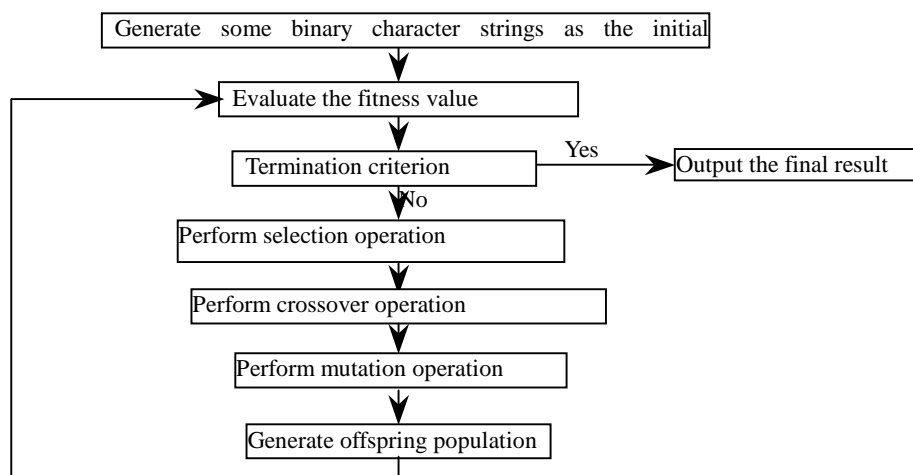 Generate some binary character strings as the initial
Evaluate the fitness value
Termination criterion
Yes
Output the final result
No
Perform selection operation
Perform crossover operation
Perform mutation operation
Generate offspring population